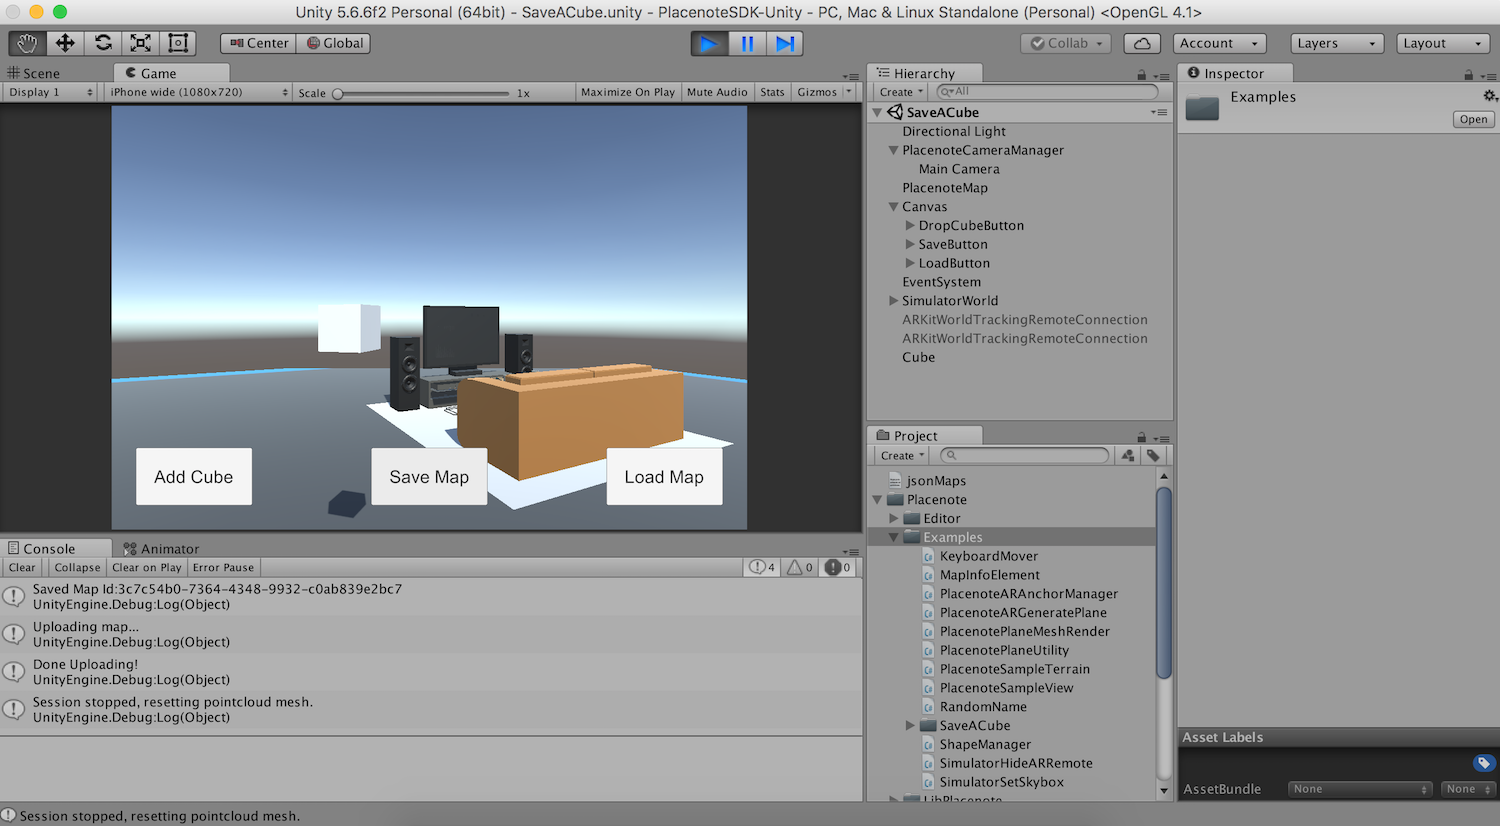 Unity 5.6.6f2 Personal (64bit) - SaveACube.unity - PlacenoteSDK-Unity - PC, Mac & Linux Standalone (Personal) <OpenGL 4.1>
Center Global Collab Account Layers Layout
Scene Game
Display 1 iPhone wide (1080x720) Scale 1x Maximize On Play Mute Audio Stats Gizmos
Add Cube Save Map Load Map
Console Animator
Clear Collapse Clear on Play Error Pause 4 0 0
Saved Map Id:3c7c54b0-7364-4348-9932-c0ab839e2bc7
UnityEngine.Debug:Log(Object)
Uploading map...
UnityEngine.Debug:Log(Object)
Done Uploading!
UnityEngine.Debug:Log(Object)
Session stopped, resetting pointcloud mesh.
UnityEngine.Debug:Log(Object)
Hierarchy
Create All
SaveACube
Directional Light
PlacenoteCameraManager
Main Camera
PlacenoteMap
Canvas
DropCubeButton
SaveButton
LoadButton
EventSystem
SimulatorWorld
ARKitWorldTrackingRemoteConnection
ARKitWorldTrackingRemoteConnection
Cube
Project
Create
jsonMaps
Placenote
Editor
Examples
KeyboardMover
MapInfoElement
PlacenoteARAnchorManager
PlacenoteARGeneratePlane
PlacenotePlaneMeshRender
PlacenotePlaneUtility
PlacenoteSampleTerrain
PlacenoteSampleView
RandomName
SaveACube
ShapeManager
SimulatorHideARRemote
SimulatorSetSkybox
LibPlacenote
Inspector
Examples
Open
Asset Labels
AssetBundle None None
Session stopped, resetting pointcloud mesh.